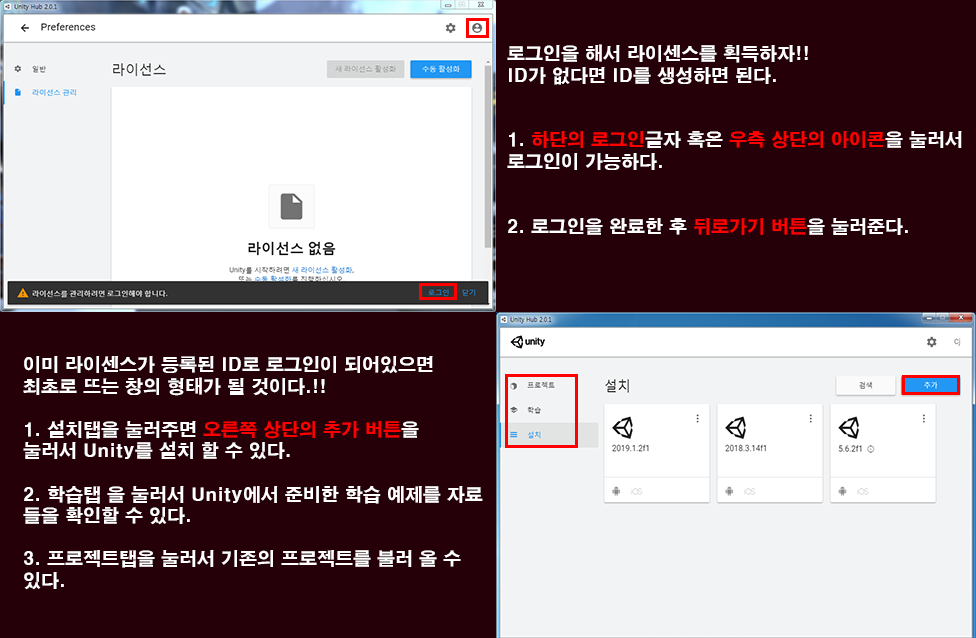 Unity Hub 2.0.1
Preferences
일반
라이선스 관리
라이선스
새 라이선스 활성화
수동 활성화
라이선스 없음
Unity를 시작하려면 새 라이선스 활성화,
또는 수동 활성화를 진행하십시오
라이선스를 관리하려면 로그인해야 합니다.
로그인
닫기
로그인을 해서 라이센스를 획득하자!!
ID가 없다면 ID를 생성하면 된다.
1. 하단의 로그인글자 혹은 우측 상단의 아이콘을 눌러서
로그인이 가능하다.
2. 로그인을 완료한 후 뒤로가기 버튼을 눌러준다.
이미 라이센스가 등록된 ID로 로그인이 되어있으면
최초로 뜨는 창의 형태가 될 것이다.!!
1. 설치탭을 눌러주면 오른쪽 상단의 추가 버튼을
눌러서 Unity를 설치 할 수 있다.
2. 학습탭 을 눌러서 Unity에서 준비한 학습 예제를 자료
들을 확인할 수 있다.
3. 프로젝트탭을 눌러서 기존의 프로젝트를 불러 올 수
있다.
Unity Hub 2.0.1
unity
CJ
프로젝트
학습
설치
설치
검색
추가
2019.1.2f1
2018.3.14f1
5.6.2f1
iOS
iOS
iOS